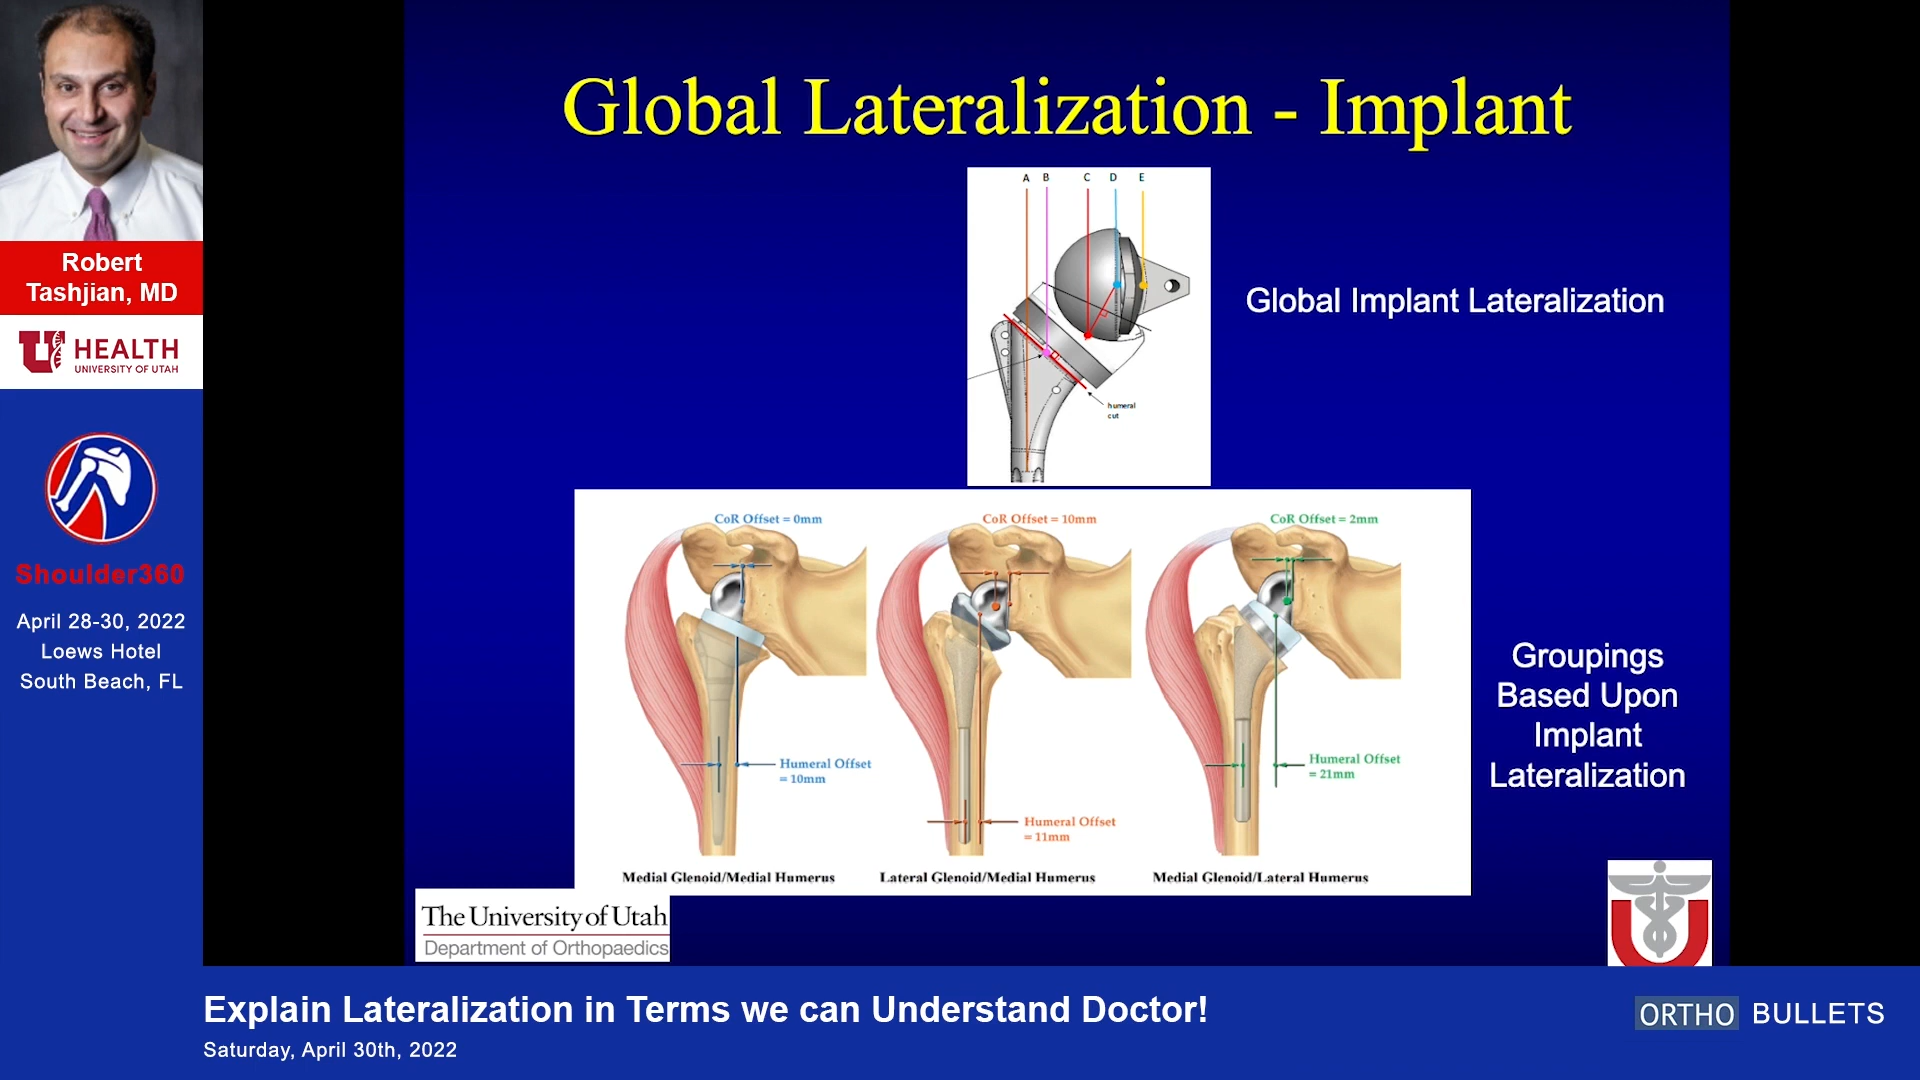 Global Lateralization - Implant
A B C D E
Global Implant Lateralization
humeral
cut
CoR Offset = 0mm
CoR Offset = 10mm
CoR Offset = 2mm
Humeral Offset
= 10mm
Humeral Offset
= 11mm
Humeral Offset
= 21mm
Medial Glenoid/Medial Humerus
Lateral Glenoid/Medial Humerus
Medial Glenoid/Lateral Humerus
Groupings
Based Upon
Implant
Lateralization
The University of Utah
Department of Orthopaedics
U
Robert
Tashjian, MD
U HEALTH
UNIVERSITY OF UTAH
Shoulder360
April 28-30, 2022
Loews Hotel
South Beach, FL
Explain Lateralization in Terms we can Understand Doctor!
Saturday, April 30th, 2022
ORTHO BULLETS